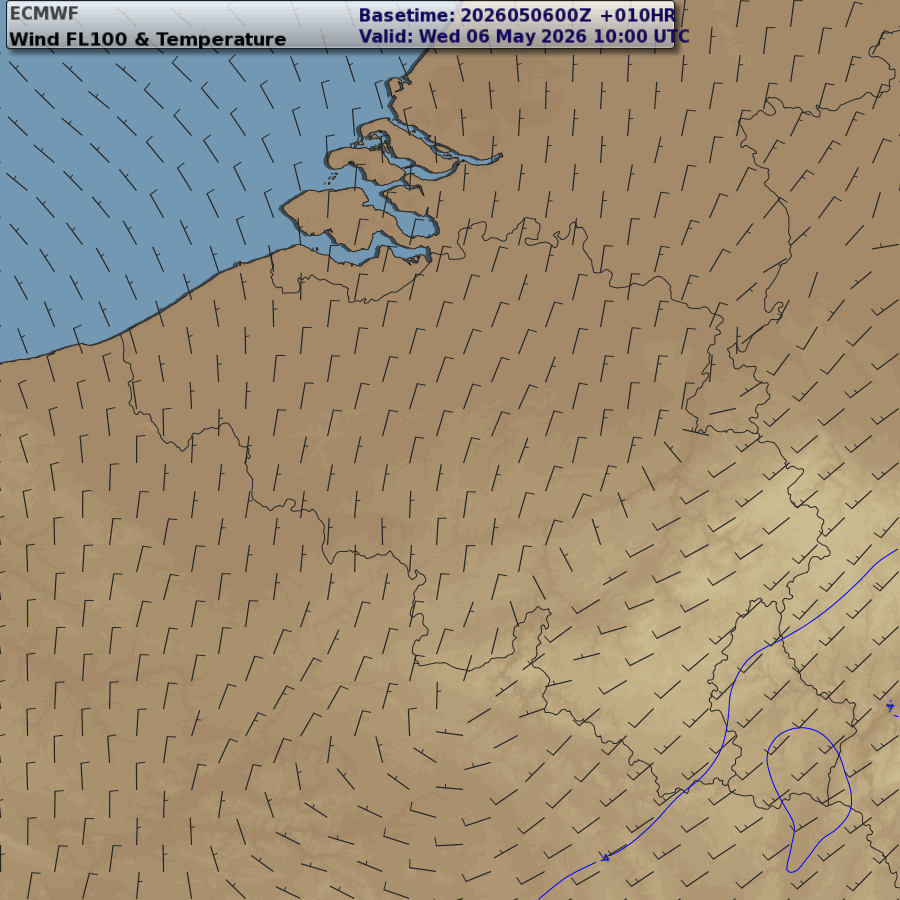 ECMWF
Basetime: 2026050600Z +010HR
Wind FL100 & Temperature
Valid: Wed 06 May 2026 10:00 UTC